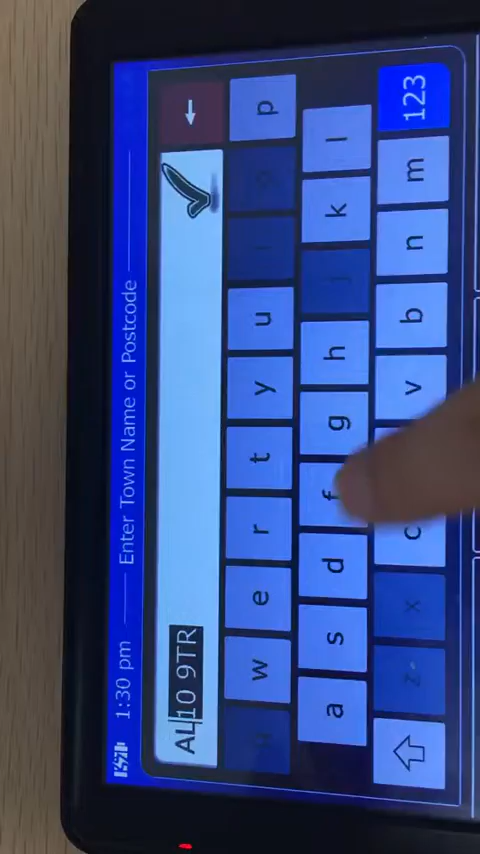 1:30 pm
Enter Town Name or Postcode
AL10 9TR
w e r t y u p
a s d f g h j k l
z x c v b n m 123